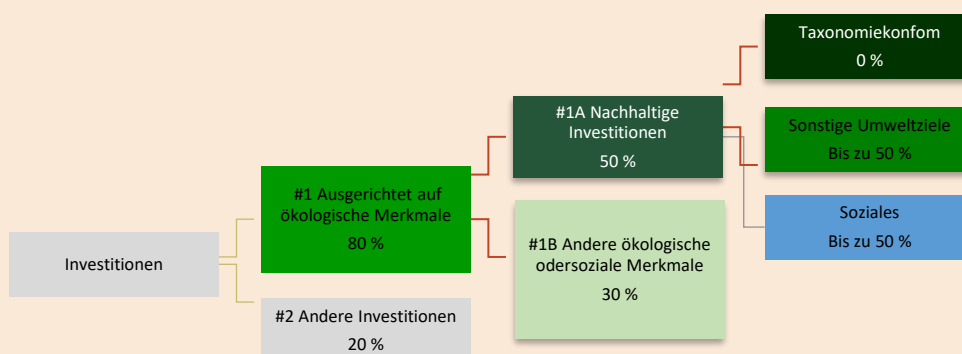 Investitionen
#1 Ausgerichtet auf
ökologische Merkmale
80 %
#2 Andere Investitionen
20 %
#1A Nachhaltige
Investitionen
50 %
#1B Andere ökologische
odersoziale Merkmale
30 %
Taxonomiekonfom
0 %
Sonstige Umweltziele
Bis zu 50 %
Soziales
Bis zu 50 %